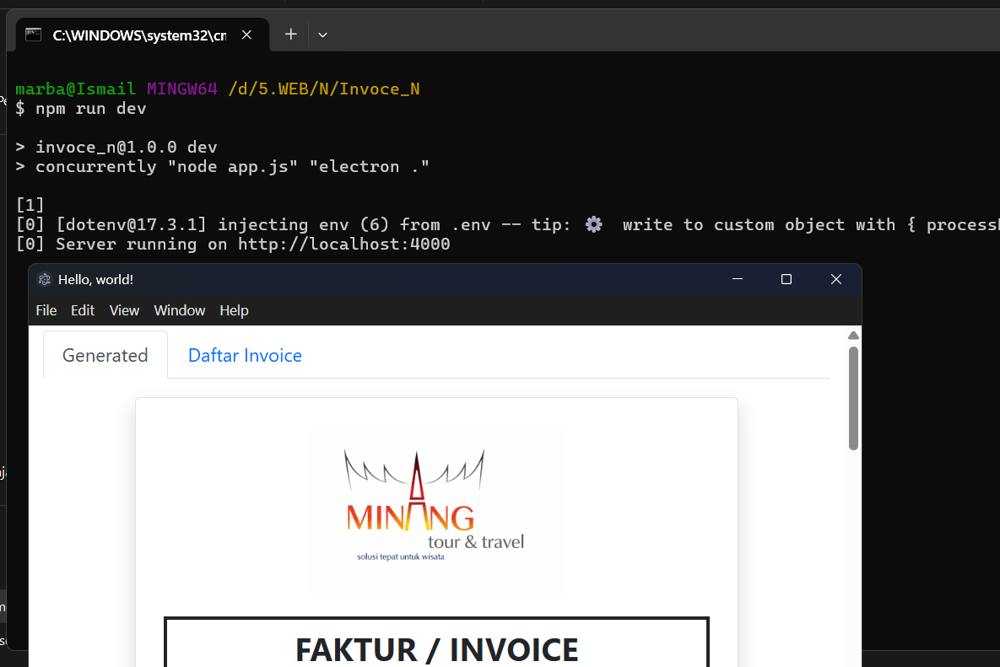 C:\WINDOWS\system32\cn
marba@Ismail MINGW64 /d/5.WEB/N/Invoce_N
$ npm run dev
> invoce_n@1.0.0 dev
> concurrently "node app.js" "electron ."
[1]
[0] [dotenv@17.3.1] injecting env (6) from .env -- tip: ⚙ write to custom object with { process
[0] Server running on http://localhost:4000
Hello, world!
File Edit View Window Help
Generated Daftar Invoice
MINANG
tour & travel
solusi tepat untuk wisata
FAKTUR / INVOICE